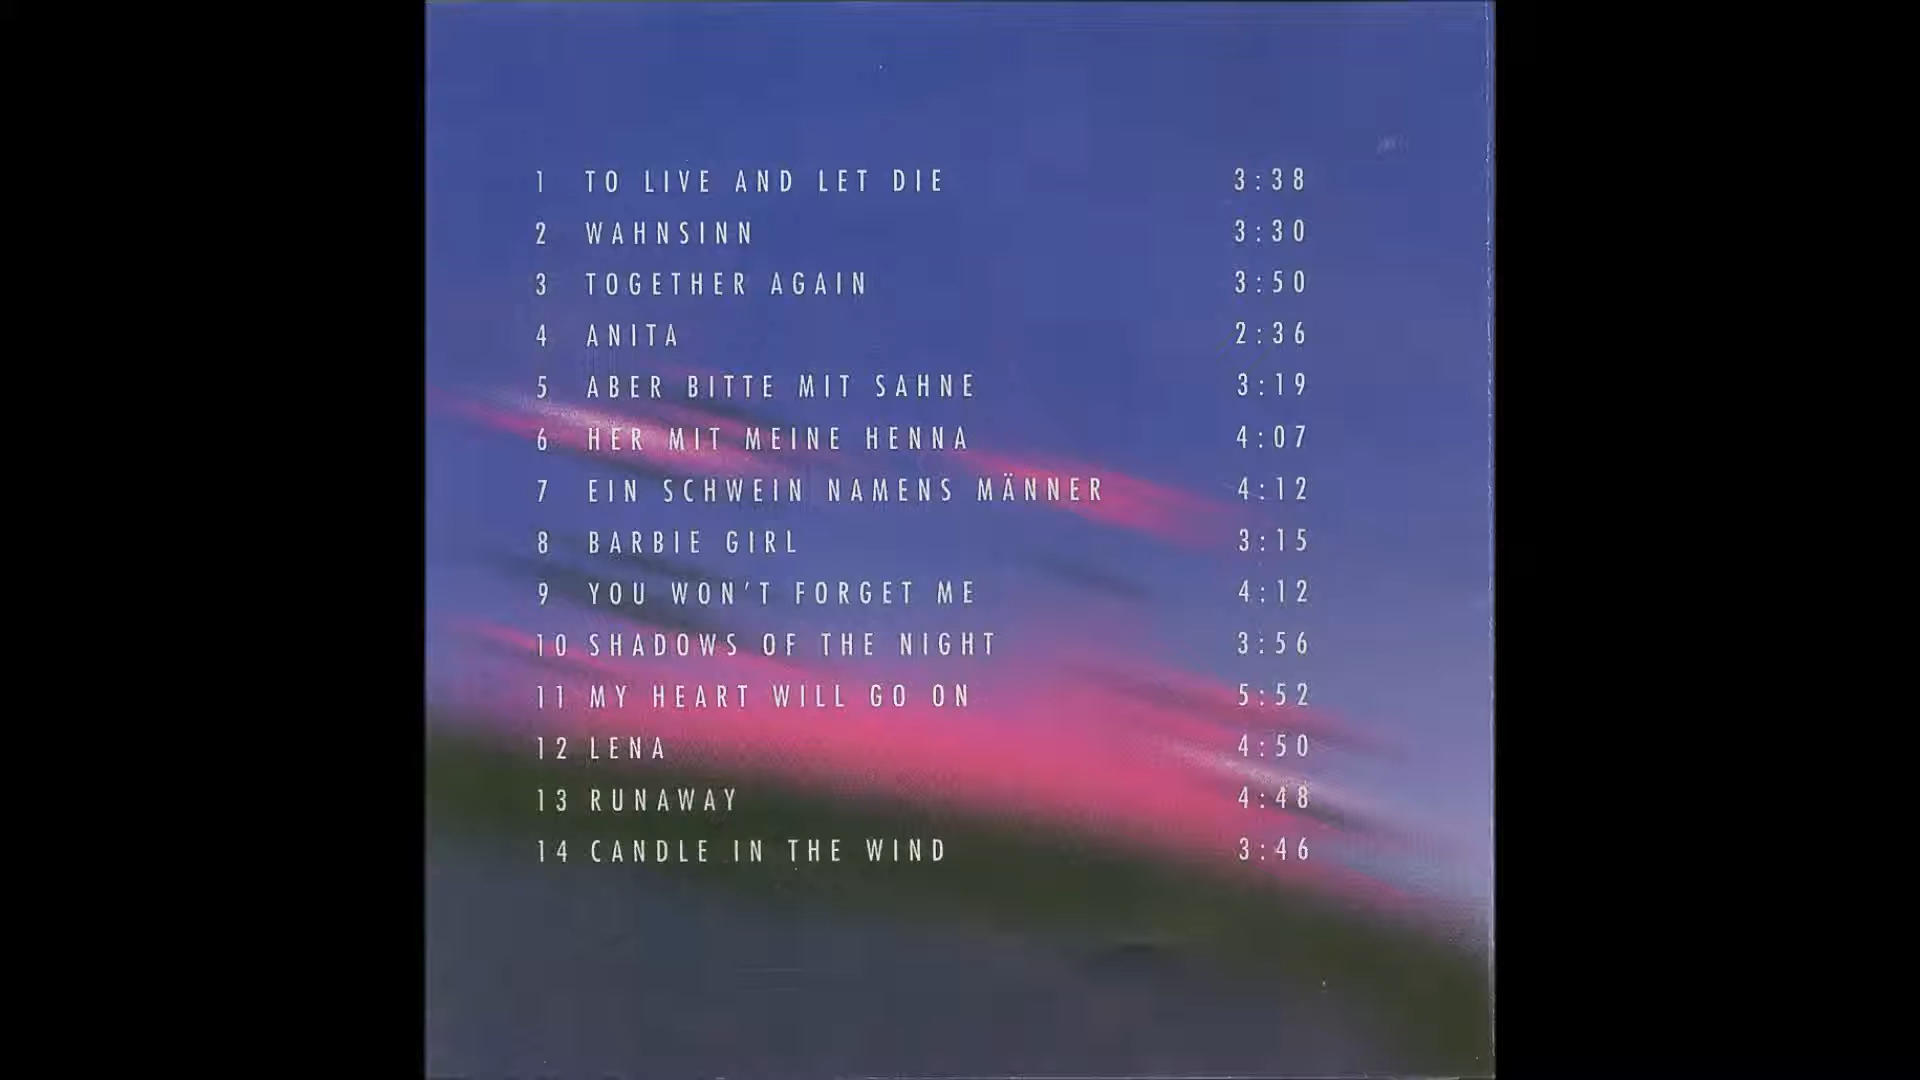 1 TO LIVE AND LET DIE 3:38
2 WAHNSINN 3:30
3 TOGETHER AGAIN 3:50
4 ANITA 2:36
5 ABER BITTE MIT SAHNE 3:19
6 HER MIT MEINE HENNA 4:07
7 EIN SCHWEIN NAMENS MÄNNER 4:12
8 BARBIE GIRL 3:15
9 YOU WON'T FORGET ME 4:12
10 SHADOWS OF THE NIGHT 3:56
11 MY HEART WILL GO ON 5:52
12 LENA 4:50
13 RUNAWAY 4:48
14 CANDLE IN THE WIND 3:46